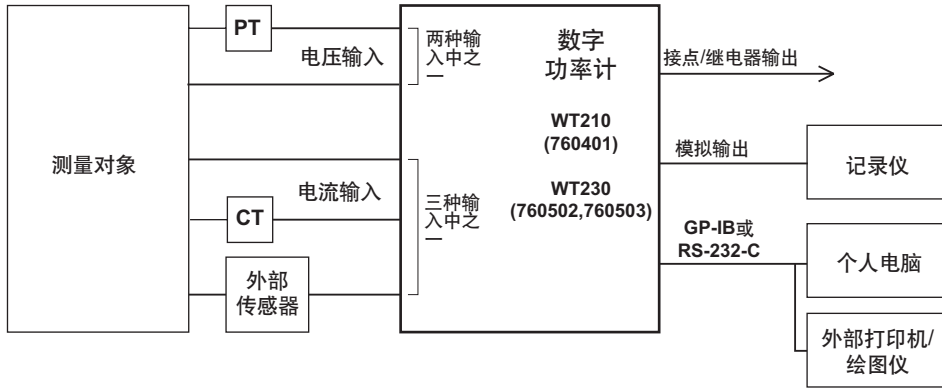 测量对象
PT
电压输入
电流输入
CT
外部
传感器
两种输
入中之
一
三种输
入中之
一
数字
功率计
WT210
(760401)
WT230
(760502,760503)
接点/继电器输出
模拟输出
记录仪
GP-IB或
RS-232-C
个人电脑
外部打印机/
绘图仪